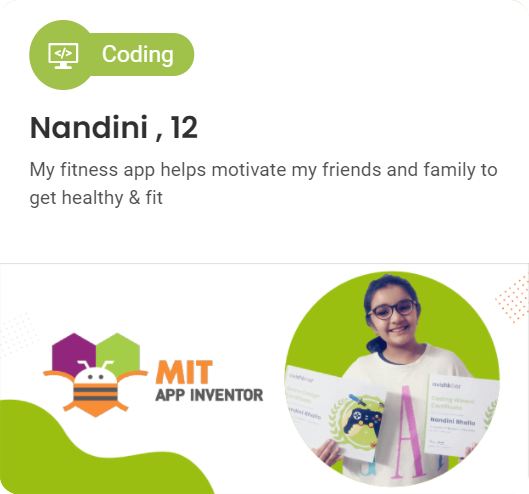 Coding
Nandini , 12
My fitness app helps motivate my friends and family to
get healthy & fit
MIT
APP INVENTOR
avishkaar
Coding Wizard
Certificate
Nandini Bhalla
Nandini Bhalla